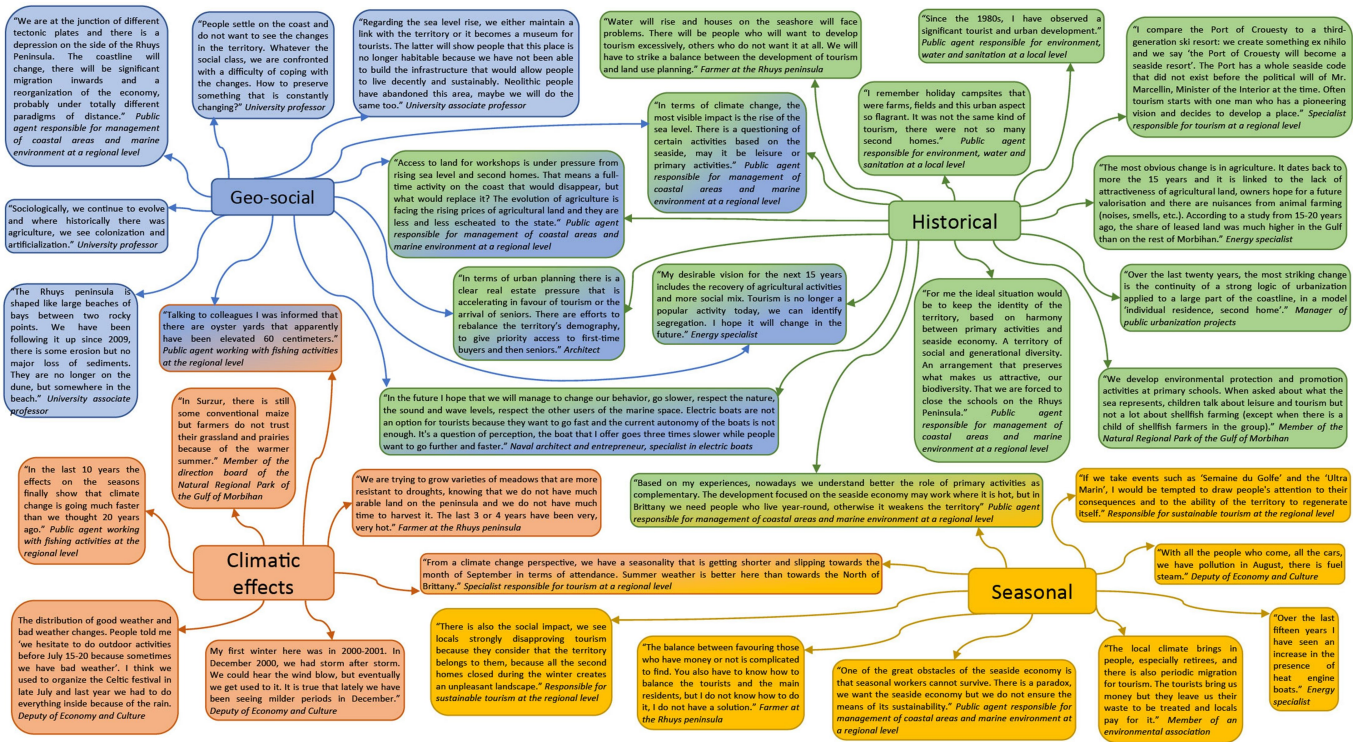 "We are at the junction of different
tectonic plates and there is a
depression on the side of the Rhuys
Peninsula. The coastline will
change, there will be significant
migration inwards and a
reorganization of the economy,
probably under totally different
paradigms of distance." Public
agent responsible for management
of coastal areas and marine
environment at a regional level
"People settle on the coast and
do not want to see the changes
in the territory. Whatever the
social class, we are confronted
with a difficulty of coping with
the changes. How to preserve
something that is constantly
changing?" University professor
"Regarding the sea level rise, we either maintain a
link with the territory or it becomes a museum for
tourists. The latter will show people that this place is
no longer habitable because we have not been able
to build the infrastructure that would allow people
to live decently and sustainably. Neolithic people
have abandoned this area, maybe we will do the
same too." University associate professor
"Water will rise and houses on the seashore will face
problems. There will be people who will want to develop
tourism excessively, others who do not want it at all. We will
have to strike a balance between the development of tourism
and land use planning." Farmer at the Rhuys peninsula
"Since the 1980s, I have observed a
significant tourist and urban development."
Public agent responsible for environment,
water and sanitation at a local level
"I compare the Port of Crouesty to a third-
generation ski resort: we create something ex nihilo
and we say 'the Port of Crouesty will become a
seaside resort'. The Port has a whole seaside code
that did not exist before the political will of Mr.
Marcellin, Minister of the Interior at the time. Often
tourism starts with one man who has a pioneering
vision and decides to develop a place." Specialist
responsible for tourism at a regional level
"In terms of climate change, the
most visible impact is the rise of the
sea level. There is a questioning of
certain activities based on the
seaside, may it be leisure or
primary activities." Public agent
responsible for management of
coastal areas and marine
environment at a regional level
"I remember holiday campsites that
were farms, fields and this urban aspect
so flagrant. It was not the same kind of
tourism, there were not so many
second homes." Public agent
responsible for environment, water and
sanitation at a local level
"Access to land for workshops is under pressure from
rising sea level and second homes. That means a full-
time activity on the coast that would disappear, but
what would replace it? The evolution of agriculture is
facing the rising prices of agricultural land and they are
less and less escheated to the state." Public agent
responsible for management of coastal areas and
marine environment at a regional level
"The most obvious change is in agriculture. It dates back to
more the 15 years and it is linked to the lack of
attractiveness of agricultural land, owners hope for a future
valorisation and there are nuisances from animal farming
(noises, smells, etc.). According to a study from 15-20 years
ago, the share of leased land was much higher in the Gulf
than on the rest of Morbihan." Energy specialist
Geo-social
Historical
"Sociologically, we continue to evolve
and where historically there was
agriculture, we see colonization and
artificialization." University professor
"The Rhuys peninsula is
shaped like large beaches of
bays between two rocky
points. We have been
following it up since 2009,
there is some erosion but no
major loss of sediments.
They are no longer on the
dune, but somewhere in the
beach." University associate
professor
"Talking to colleagues I was informed that
there are oyster yards that apparently
have been elevated 60 centimeters."
Public agent working with fishing activities
at the regional level
"In terms of urban planning there is a
clear real estate pressure that is
accelerating in favour of tourism or the
arrival of seniors. There are efforts to
rebalance the territory's demography,
to give priority access to first-time
buyers and then seniors." Architect
"My desirable vision for the next 15 years
includes the recovery of agricultural activities
and more social mix. Tourism is no longer a
popular activity today, we can identify
segregation. I hope it will change in the
future." Energy specialist
"For me the ideal situation would
be to keep the identity of the
territory, based on harmony
between primary activities and
seaside economy. A territory
of social and generational diversity.
An arrangement that preserves
what makes us attractive, our
biodiversity. That we are forced to
close the schools on the Rhuys
Peninsula." Public agent
responsible for management of
coastal areas and marine
environment at a regional level
"Over the last twenty years, the most striking change
is the continuity of a strong logic of urbanization
applied to a large part of the coastline, in a model
'individual residence, second home'." Manager of
public urbanization projects
"We develop environmental protection and promotion
activities at primary schools. When asked about what the
sea represents, children talk about leisure and tourism but
not a lot about shellfish farming (except when there is a
child of shellfish farmers in the group)." Member of the
Natural Regional Park of the Gulf of Morbihan
"In the future I hope that we will manage to change our behavior, go slower, respect the nature,
the sound and wave levels, respect the other users of the marine space. Electric boats are not
an option for tourists because they want to go fast and the current autonomy of the boats is
not enough. It's a question of perception, the boat that I offer goes three times slower while people
want to go further and faster." Naval architect and entrepreneur, specialist in electric boats
"In Surzur, there is still
some conventional maize
but farmers do not trust
their grassland and prairies
because of the warmer
summer." Member of the
direction board of the
Natural Regional Park of
the Gulf of Morbihan
"In the last 10 years the
effects on the seasons
finally show that climate
change is going much faster
than we thought 20 years
ago." Public agent working
with fishing activities at the
regional level
"We are trying to grow varieties of meadows that are more
resistant to droughts, knowing that we do not have much
arable land on the peninsula and we do not have much
time to harvest it. The last 3 or 4 years have been very,
very hot." Farmer at the Rhuys peninsula
"Based on my experiences, nowadays we understand better the role of primary activities as
complementary. The development focused on the seaside economy may work where it is hot, but in
Brittany we need people who live year-round, otherwise it weakens the territory" Public agent
responsible for management of coastal areas and marine environment at a regional level
"If we take events such as 'Semaine du Golfe' and the 'Ultra
Marin', I would be tempted to draw people's attention to their
consequences and to the ability of the territory to regenerate
itself." Responsible for sustainable tourism at the regional level
Climatic
effects
"From a climate change perspective, we have a seasonality that is getting shorter and slipping towards the
month of September in terms of attendance. Summer weather is better here than towards the North of
Brittany." Specialist responsible for tourism at a regional level
Seasonal
"With all the people who come, all the cars,
we have pollution in August, there is fuel
steam." Deputy of Economy and Culture
The distribution of good weather and
bad weather changes. People told me
'we hesitate to do outdoor activities
before July 15-20 because sometimes
we have bad weather'. I think we
used to organize the Celtic festival in
late July and last year we had to do
everything inside because of the rain.
Deputy of Economy and Culture
My first winter here was in 2000-2001. In
December 2000, we had storm after storm.
We could hear the wind blow, but eventually
we get used to it. It is true that lately we have
been seeing milder periods in December."
Deputy of Economy and Culture
"There is also the social impact, we see
locals strongly disapproving tourism
because they consider that the territory
belongs to them, because all the second
homes closed during the winter creates
an unpleasant landscape." Responsible for
sustainable tourism at the regional level
"The balance between favouring those
who have money or not is complicated
to find. You also have to know how to
balance the tourists and the main
residents, but I do not know how to do
it, I do not have a solution." Farmer at
the Rhuys peninsula
"One of the great obstacles of the seaside economy is
that seasonal workers cannot survive. There is a paradox,
we want the seaside economy but we do not ensure the
means of its sustainability." Public agent responsible for
management of coastal areas and marine environment at
a regional level
"The local climate brings in
people, especially retirees, and
there is also periodic migration
for tourism. The tourists bring us
money but they leave us their
waste to be treated and locals
pay for it." Member of an
environmental association
"Over the last
fifteen years I
have seen an
increase in the
presence of
heat engine
boats." Energy
specialist